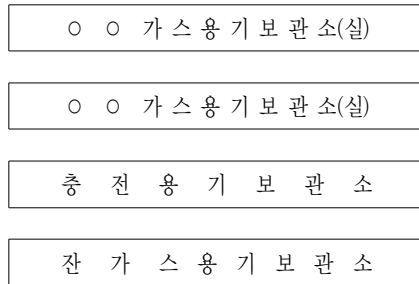 ○ ○ 가 스 용 기 보 관 소(실)
○ ○ 가 스 용 기 보 관 소(실)
충 전 용 기 보 관 소
잔 가 스 용 기 보 관 소